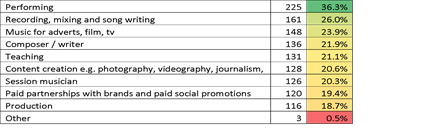 Performing 225 36.3%
Recording, mixing and song writing 161 26.0%
Music for adverts, film, tv 148 23.9%
Composer / writer 136 21.9%
Teaching 131 21.1%
Content creation e.g. photography, videography, journalism, 128 20.6%
Session musician 126 20.3%
Paid partnerships with brands and paid social promotions 120 19.4%
Production 116 18.7%
Other 3 0.5%